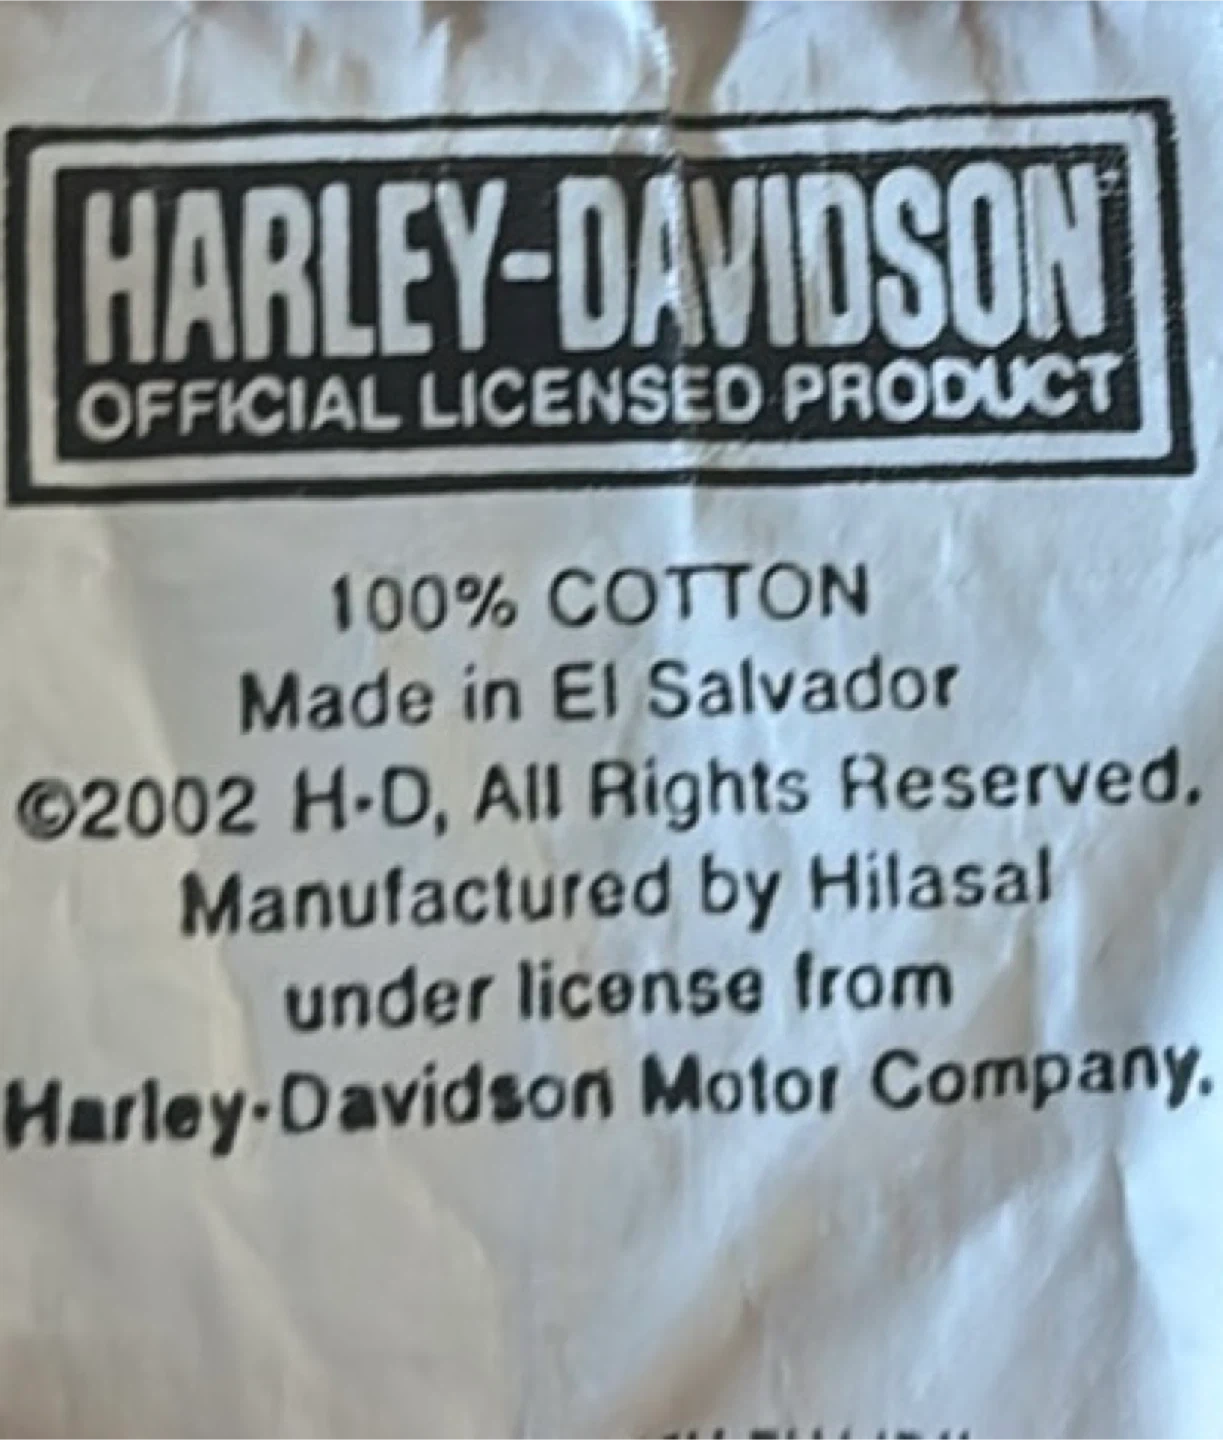 HARLEY-DAVIDSON
OFFICIAL LICENSED PRODUCT
100% COTTON
Made in El Salvador
©2002 H-D, All Rights Reserved.
Manufactured by Hilasal
under license from
Harley-Davidson Motor Company.